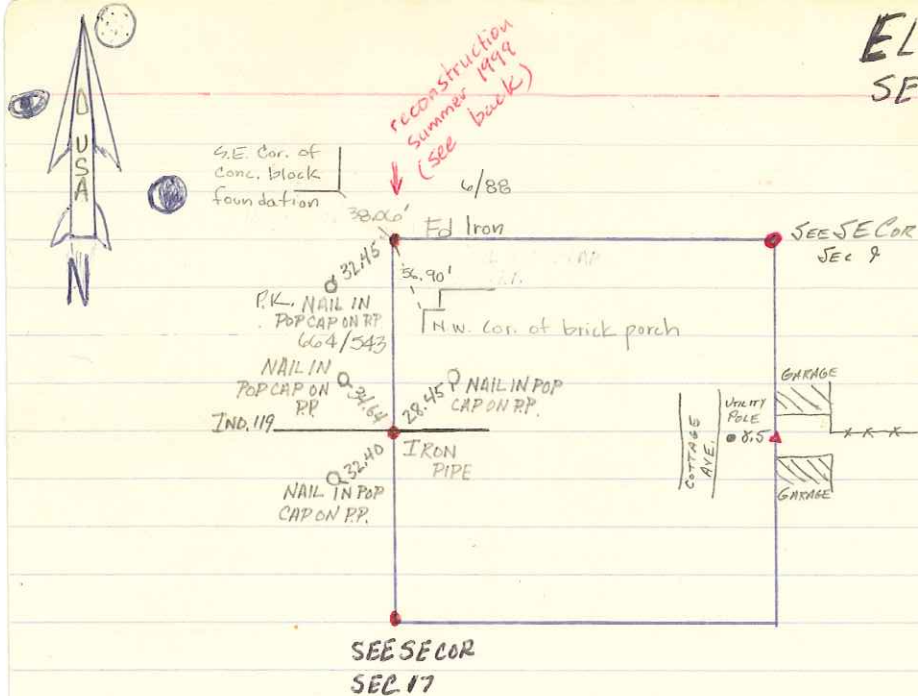 EL
SE
reconstruction
summer 1999
(see back)
USA
N
S.E. Cor. of
conc. block
foundation
6/88
38.06'
Fd Iron
SEE SE COR
SEC 9
32.45
56.90'
P.K. NAIL IN
POP CAP ON P.P.
664/543
N.W. Cor. of brick porch
NAIL IN
POP CAP ON
P.P.
34.64
28.45
NAIL IN POP
CAP ON P.P.
GARAGE
UTILITY
POLE
8.5
COTTAGE
AVE.
IND. 119
IRON
PIPE
32.40
NAIL IN POP
CAP ON P.P.
GARAGE
SEE SE COR
SEC 17